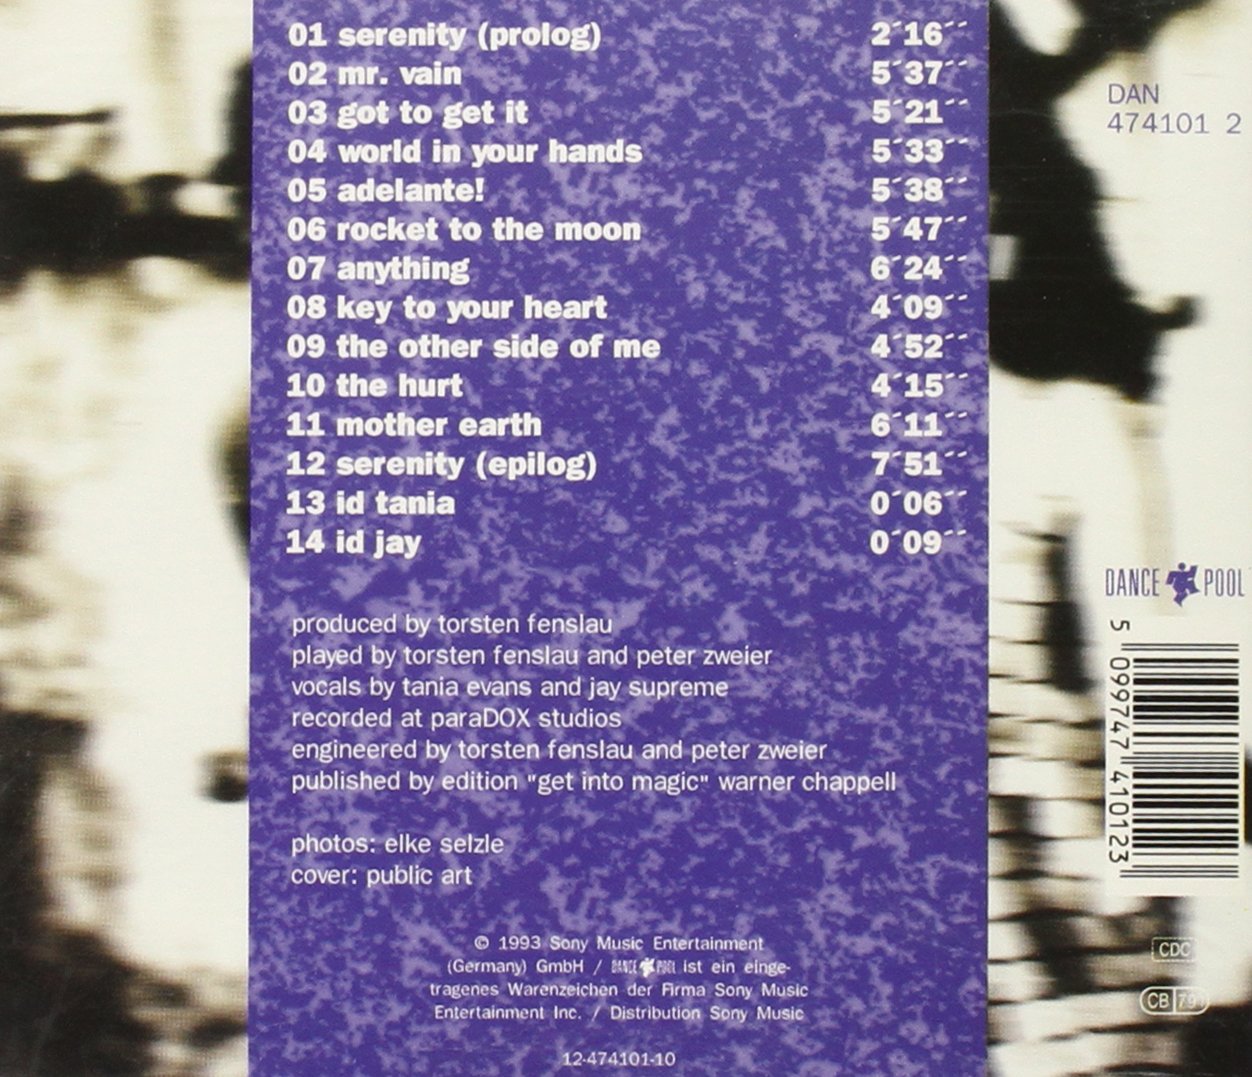 01 serenity (prolog) 2´16´´
02 mr. vain 5´37´´
03 got to get it 5´21´´
04 world in your hands 5´33´´
05 adelante! 5´38´´
06 rocket to the moon 5´47´´
07 anything 6´24´´
08 key to your heart 4´09´´
09 the other side of me 4´52´´
10 the hurt 4´15´´
11 mother earth 6´11´´
12 serenity (epilog) 7´51´´
13 id tania 0´06´´
14 id jay 0´09´´
produced by torsten fenslau
played by torsten fenslau and peter zweier
vocals by tania evans and jay supreme
recorded at paraDOX studios
engineered by torsten fenslau and peter zweier
published by edition "get into magic" warner chappell
photos: elke selzle
cover: public art
© 1993 Sony Music Entertainment
(Germany) GmbH / DANCE POOL ist ein einge-
tragenes Warenzeichen der Firma Sony Music
Entertainment Inc. / Distribution Sony Music
12-474101-10
DAN
474101 2
DANCE POOL
5 099747 410123
CDC
CB 791